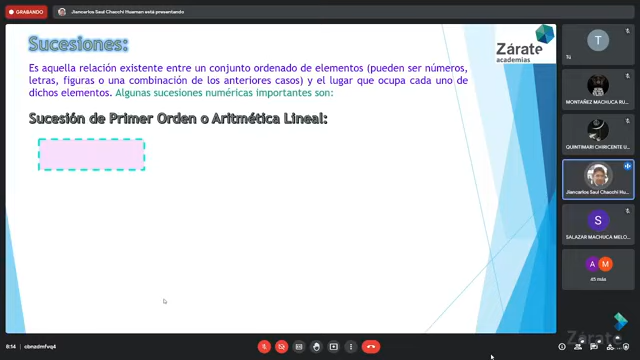 GRABANDO
Jiancarlos Saul Chacchi Huaman está presentando
Sucesiones:
Zárate
academias
Es aquella relación existente entre un conjunto ordenado de elementos (pueden ser números,
letras, figuras o una combinación de los anteriores casos) y el lugar que ocupa cada uno de
dichos elementos. Algunas sucesiones numéricas importantes son:
Sucesión de Primer Orden o Aritmética Lineal:
T
Tú
MONTAÑEZ MACHUCA RU...
QUINTIMARI CHIRICENTE U...
Jiancarlos Saul Chacchi H...
S
SALAZAR MACHUCA MELO...
A M
45 más
8:14
cbnzdmfvq4
Zárate